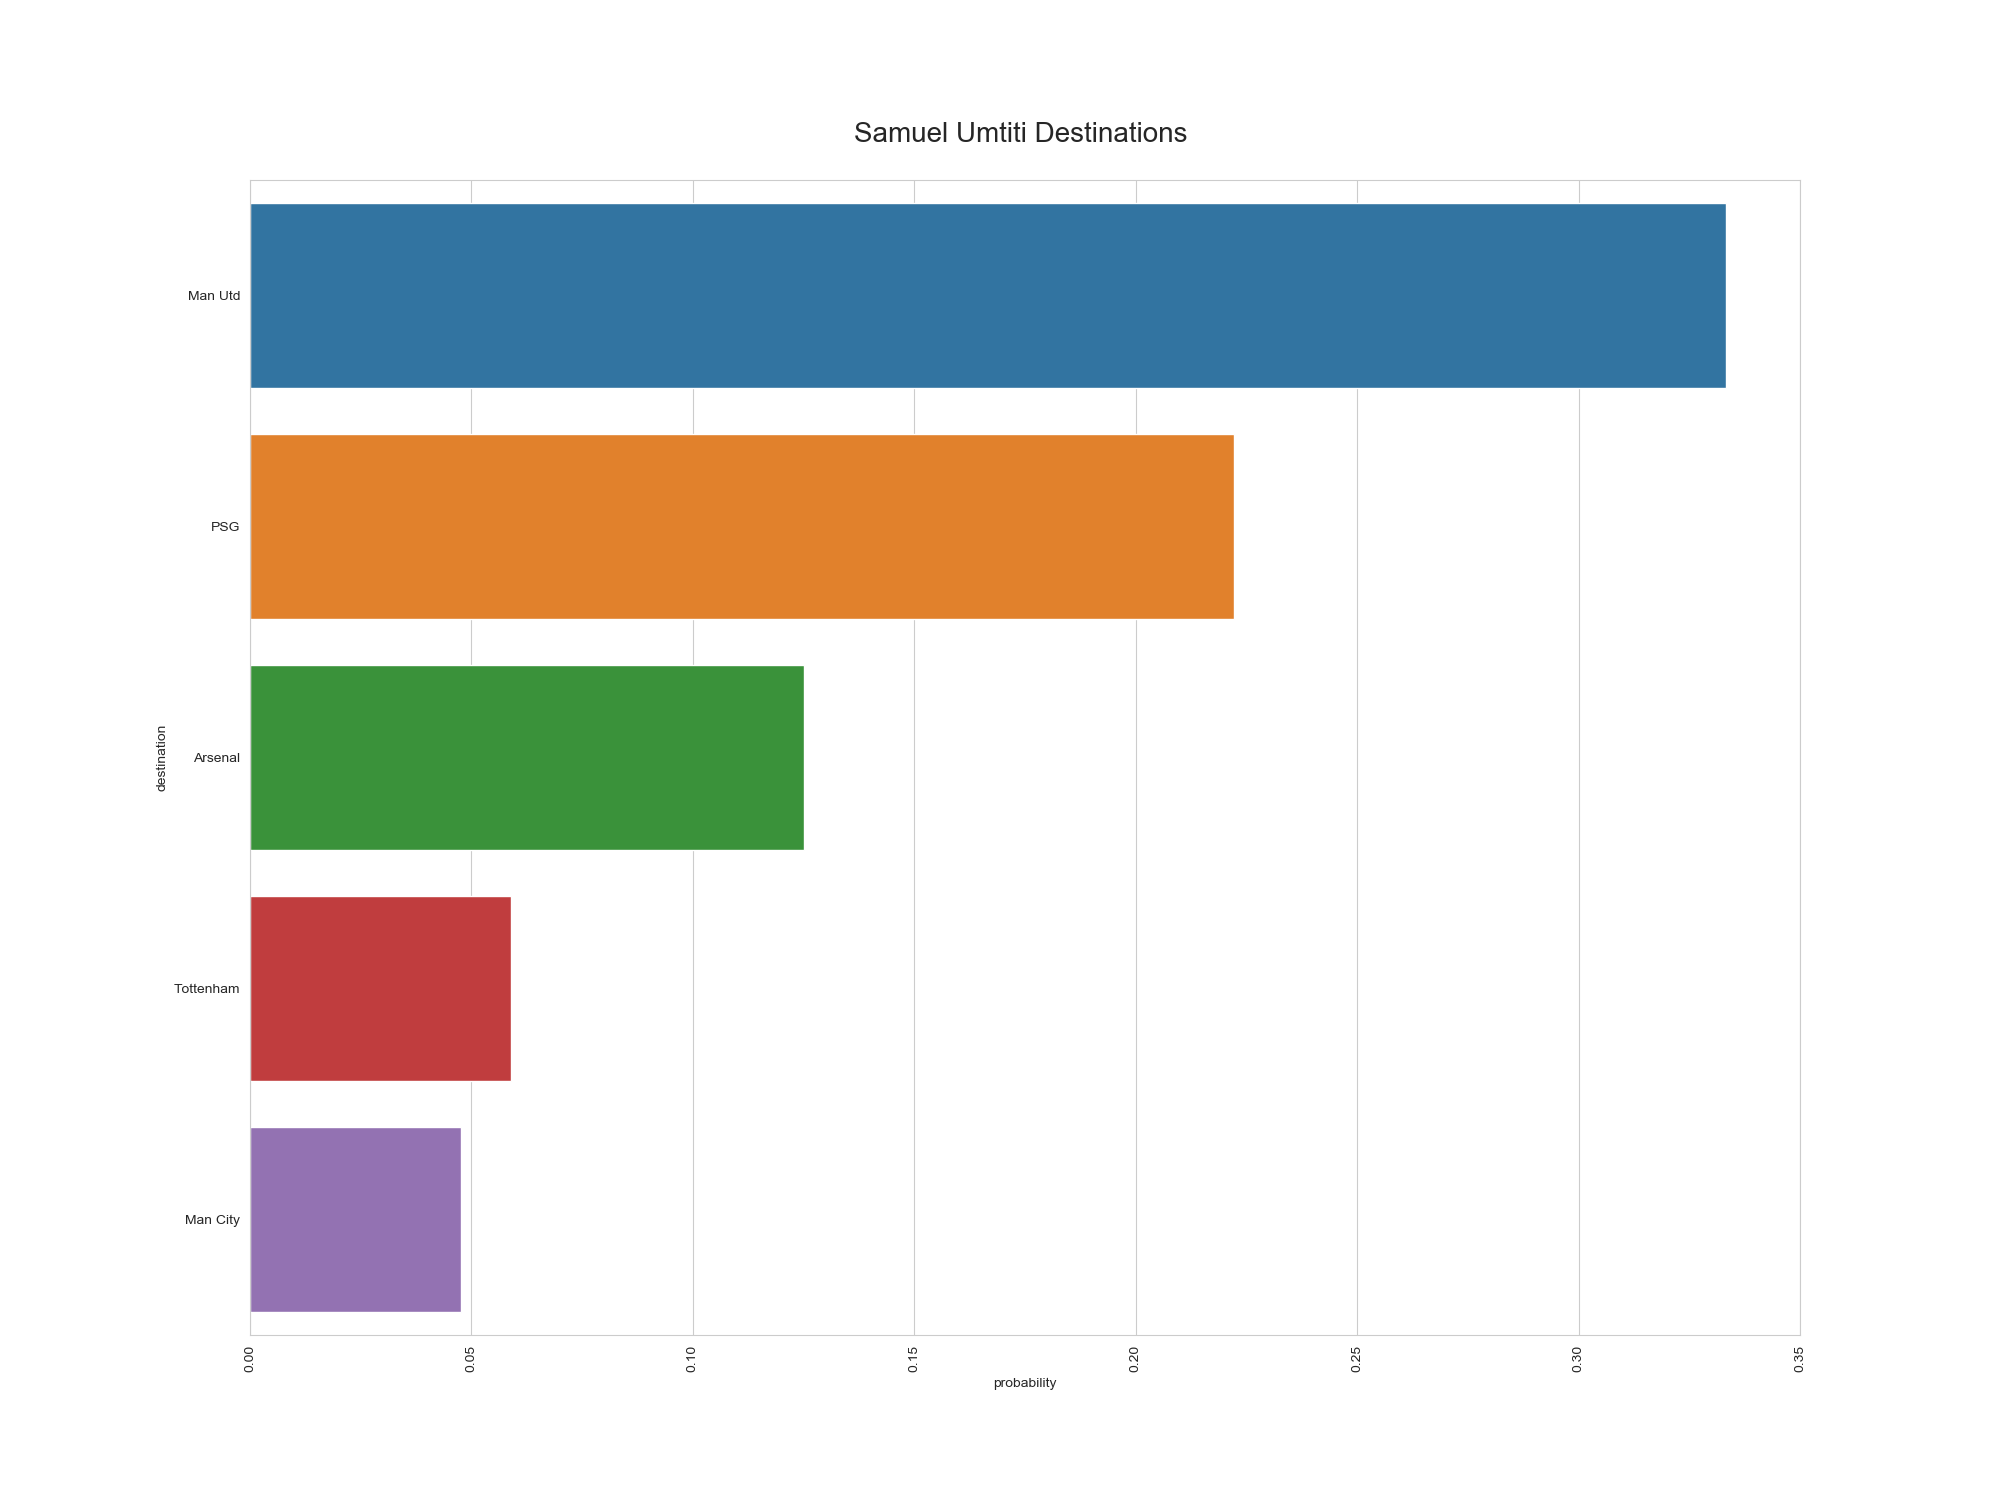 Samuel Umtiti Destinations
destination
Man Utd
PSG
Arsenal
Tottenham
Man City
0.00
0.05
0.10
0.15
0.20
0.25
0.30
0.35
probability